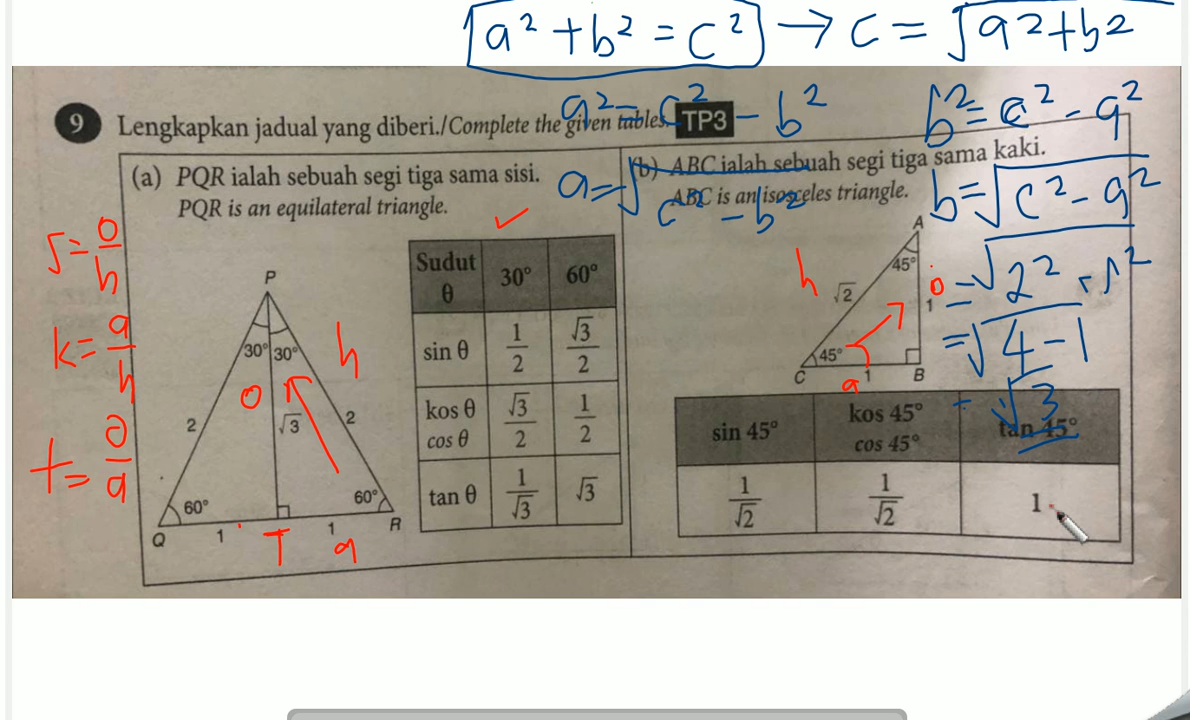 a² + b² = c² → c = √a2+b2
9 Lengkapkan jadual yang diberi./Complete the given tables. TP3
a² = c² - b²
b² = c² - a²
(a) PQR ialah sebuah segi tiga sama sisi.
PQR is an equilateral triangle.
s = o/h
k = a/h
t = o/a
P
30° 30°
h
o
2
√3
2
60°
60°
Q
1
T
1
a
R
Sudut θ 30° 60°
sin θ 1/2 √3/2
kos θ
cos θ √3/2 1/2
tan θ 1/√3 √3
(b) ABC ialah sebuah segi tiga sama kaki.
ABC is an isosceles triangle.
a = √c² - b²
b = √c² - a²
= √2² - 1²
= √4 - 1
= √3
A
45°
h
√2
o
1
45°
C
a
1
B
sin 45° kos 45°
cos 45° tan 45°
1/√2 1/√2 1